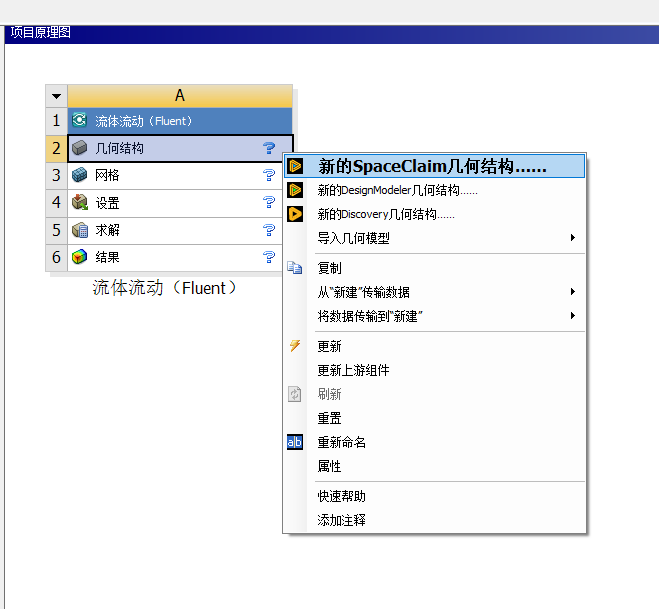 项目原理图
A
1 流体流动（Fluent）
2 几何结构
3 网格
4 设置
5 求解
6 结果
流体流动（Fluent）
新的SpaceClaim几何结构......
新的DesignModeler几何结构......
新的Discovery几何结构......
导入几何模型
复制
从“新建”传输数据
将数据传输到“新建”
更新
更新上游组件
刷新
重置
a|b 重新命名
属性
快速帮助
添加注释